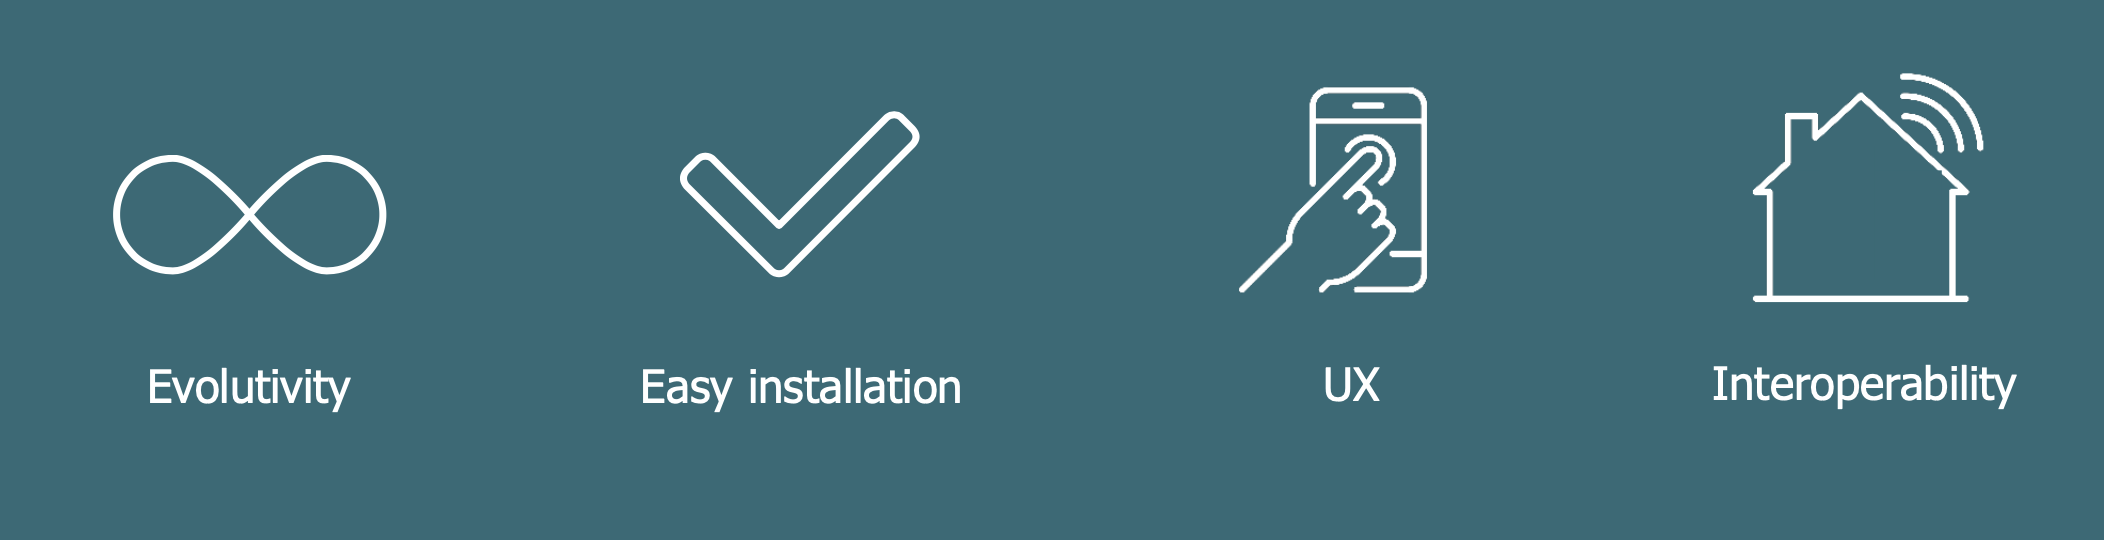 Evolutivity
Easy installation
UX
Interoperability